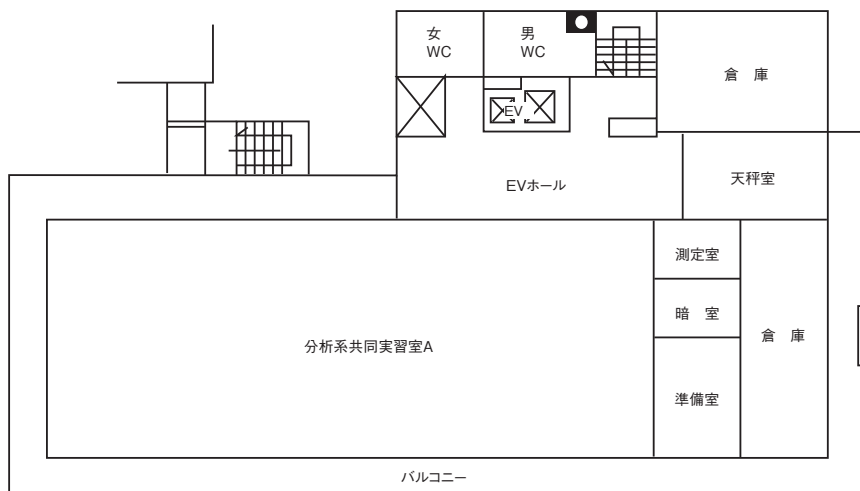 女
WC
男
WC
倉　庫
EV
EVホール
天秤室
測定室
分析系共同実習室A
暗　室
倉　庫
準備室
バルコニー